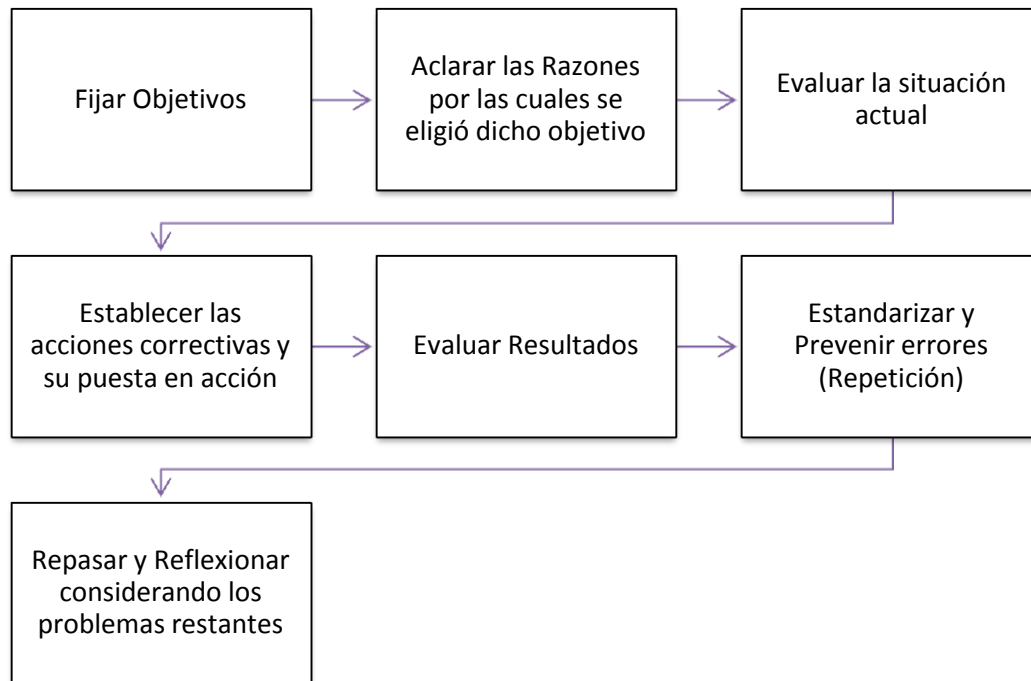 Fijar Objetivos
Aclarar las Razones
por las cuales se
eligió dicho objetivo
Evaluar la situación
actual
Establecer las
acciones correctivas y
su puesta en acción
Evaluar Resultados
Estandarizar y
Prevenir errores
(Repetición)
Repasar y Reflexionar
considerando los
problemas restantes